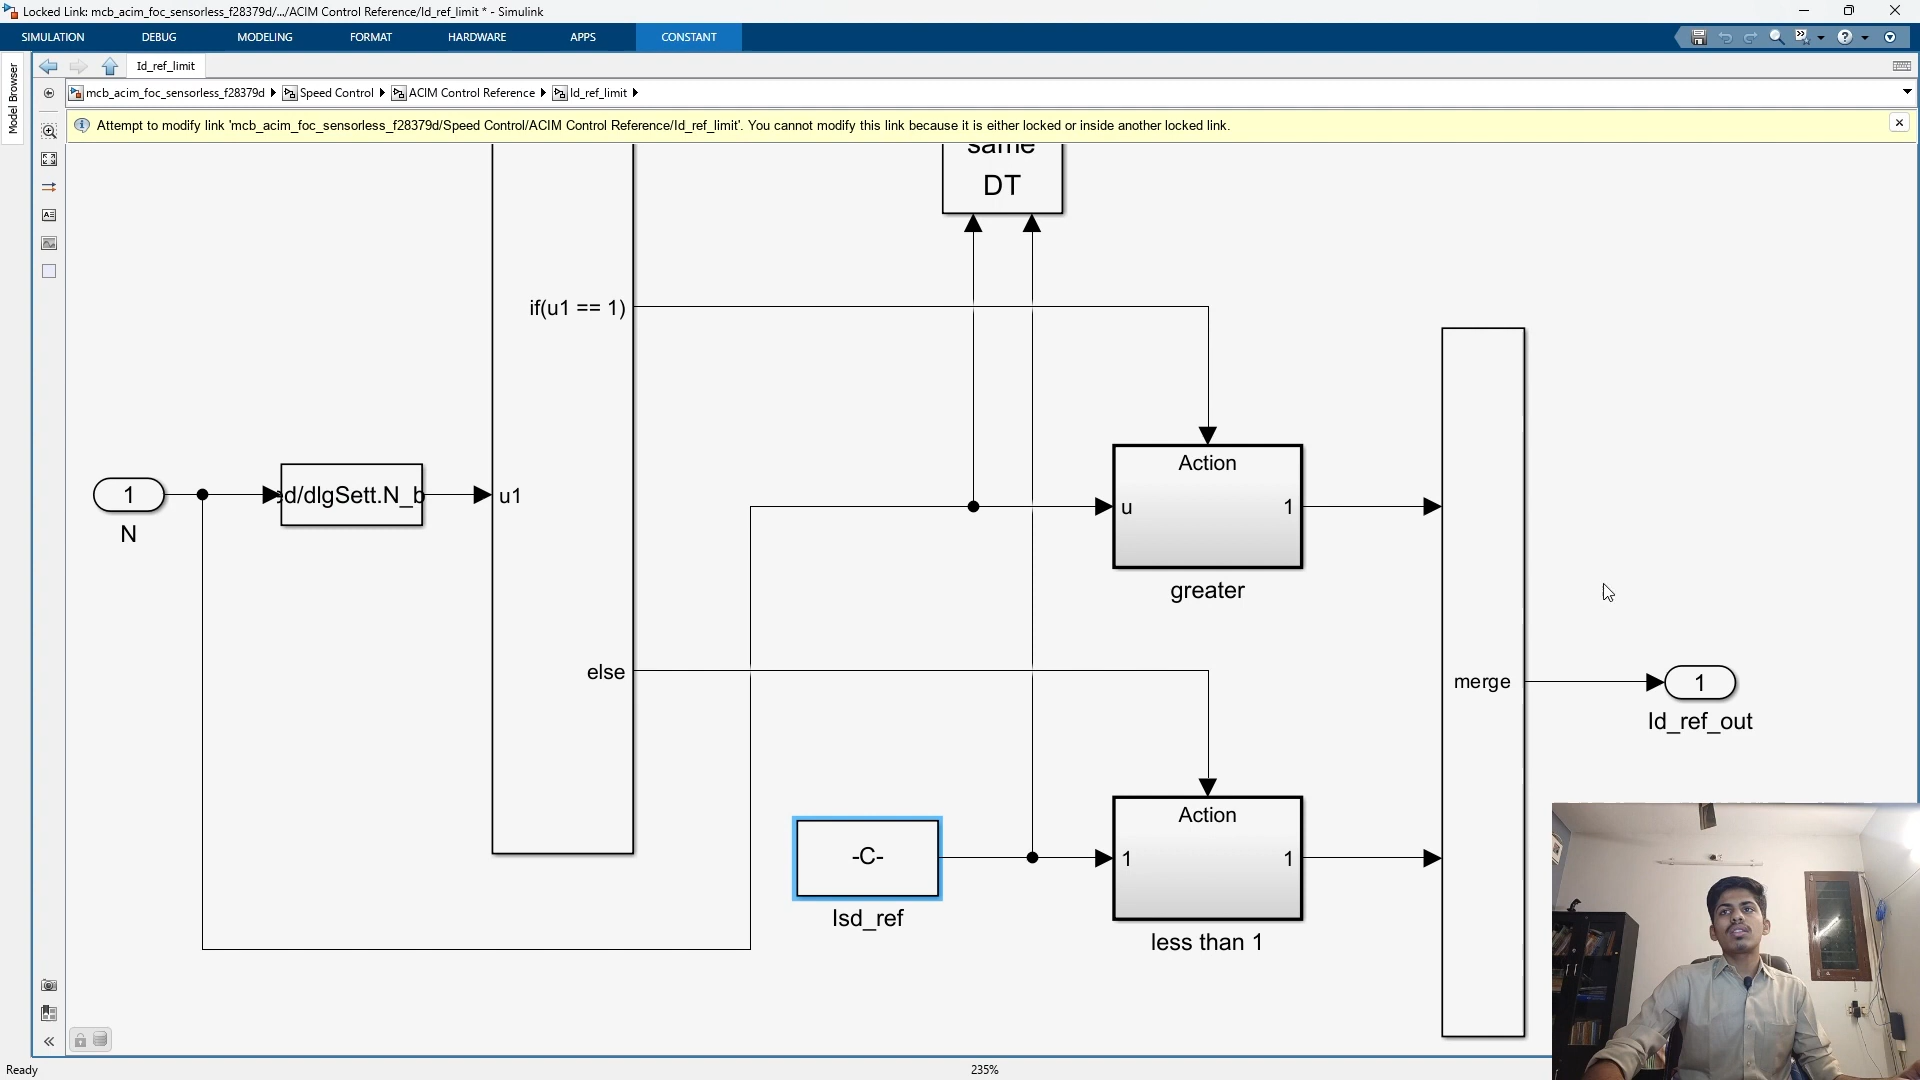 Locked Link: mcb_acim_foc_sensorless_f28379d/.../ACIM Control Reference/Id_ref_limit * - Simulink
SIMULATION DEBUG MODELING FORMAT HARDWARE APPS CONSTANT
Model Browser
Id_ref_limit
mcb_acim_foc_sensorless_f28379d Speed Control ACIM Control Reference Id_ref_limit
Attempt to modify link 'mcb_acim_foc_sensorless_f28379d/Speed Control/ACIM Control Reference/Id_ref_limit'. You cannot modify this link because it is either locked or inside another locked link.
same
DT
if(u1 == 1)
Action
u 1
greater
1
N
d/dlgSett.N_b
u1
else
merge
1
Id_ref_out
Action
1 1
less than 1
-C-
Isd_ref
Ready
235%